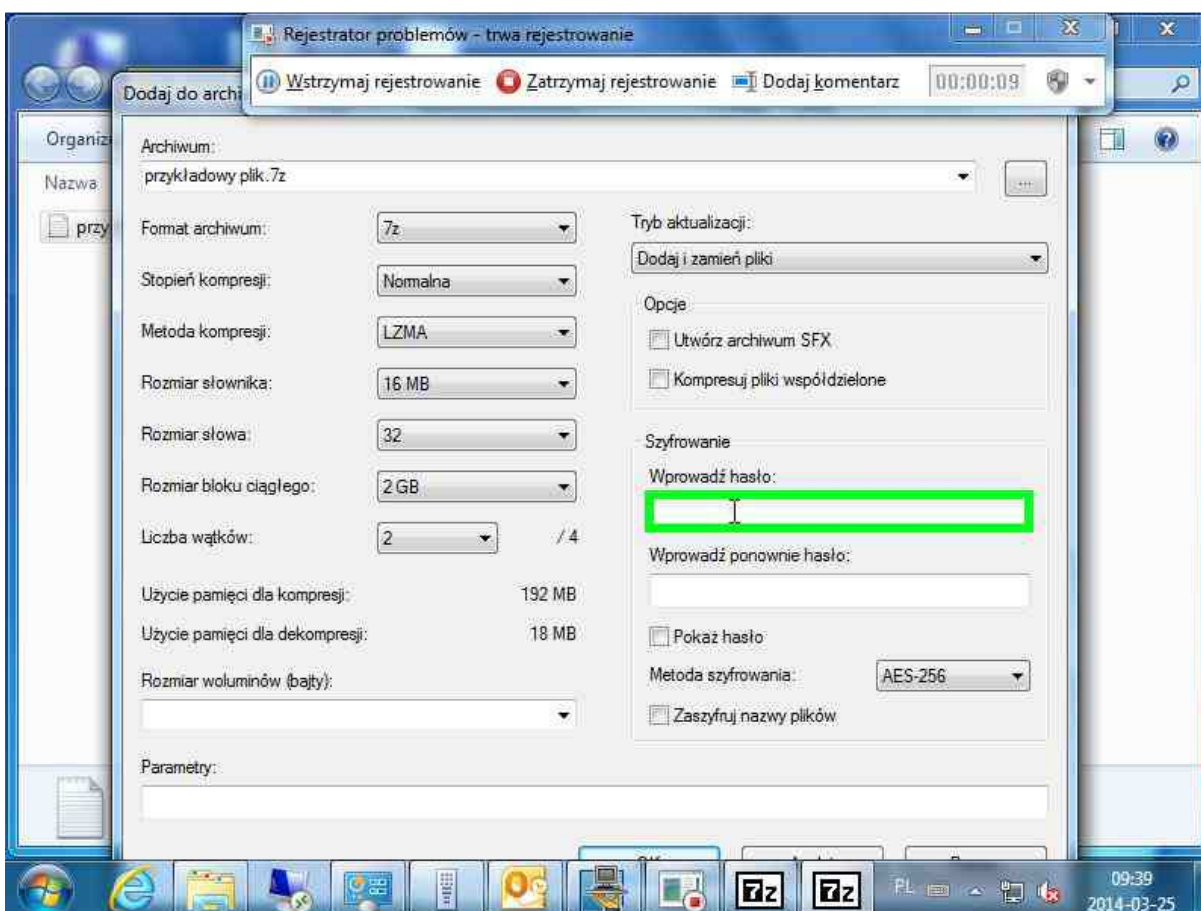 Rejestrator problemów - trwa rejestrowanie
Wstrzymaj rejestrowanie Zatrzymaj rejestrowanie Dodaj komentarz 00:00:09
Dodaj do archi
Organiz
Nazwa
przy
Archiwum:
przykładowy plik.7z
...
Format archiwum: 7z
Stopień kompresji: Normalna
Metoda kompresji: LZMA
Rozmiar słownika: 16 MB
Rozmiar słowa: 32
Rozmiar bloku ciągłego: 2 GB
Liczba wątków: 2 / 4
Użycie pamięci dla kompresji: 192 MB
Użycie pamięci dla dekompresji: 18 MB
Rozmiar woluminów (bajty):
Tryb aktualizacji:
Dodaj i zamień pliki
Opcje
Utwórz archiwum SFX
Kompresuj pliki współdzielone
Szyfrowanie
Wprowadź hasło:
Wprowadź ponownie hasło:
Pokaż hasło
Metoda szyfrowania: AES-256
Zaszyfruj nazwy plików
Parametry:
7z 7z PL 09:39
2014-03-25